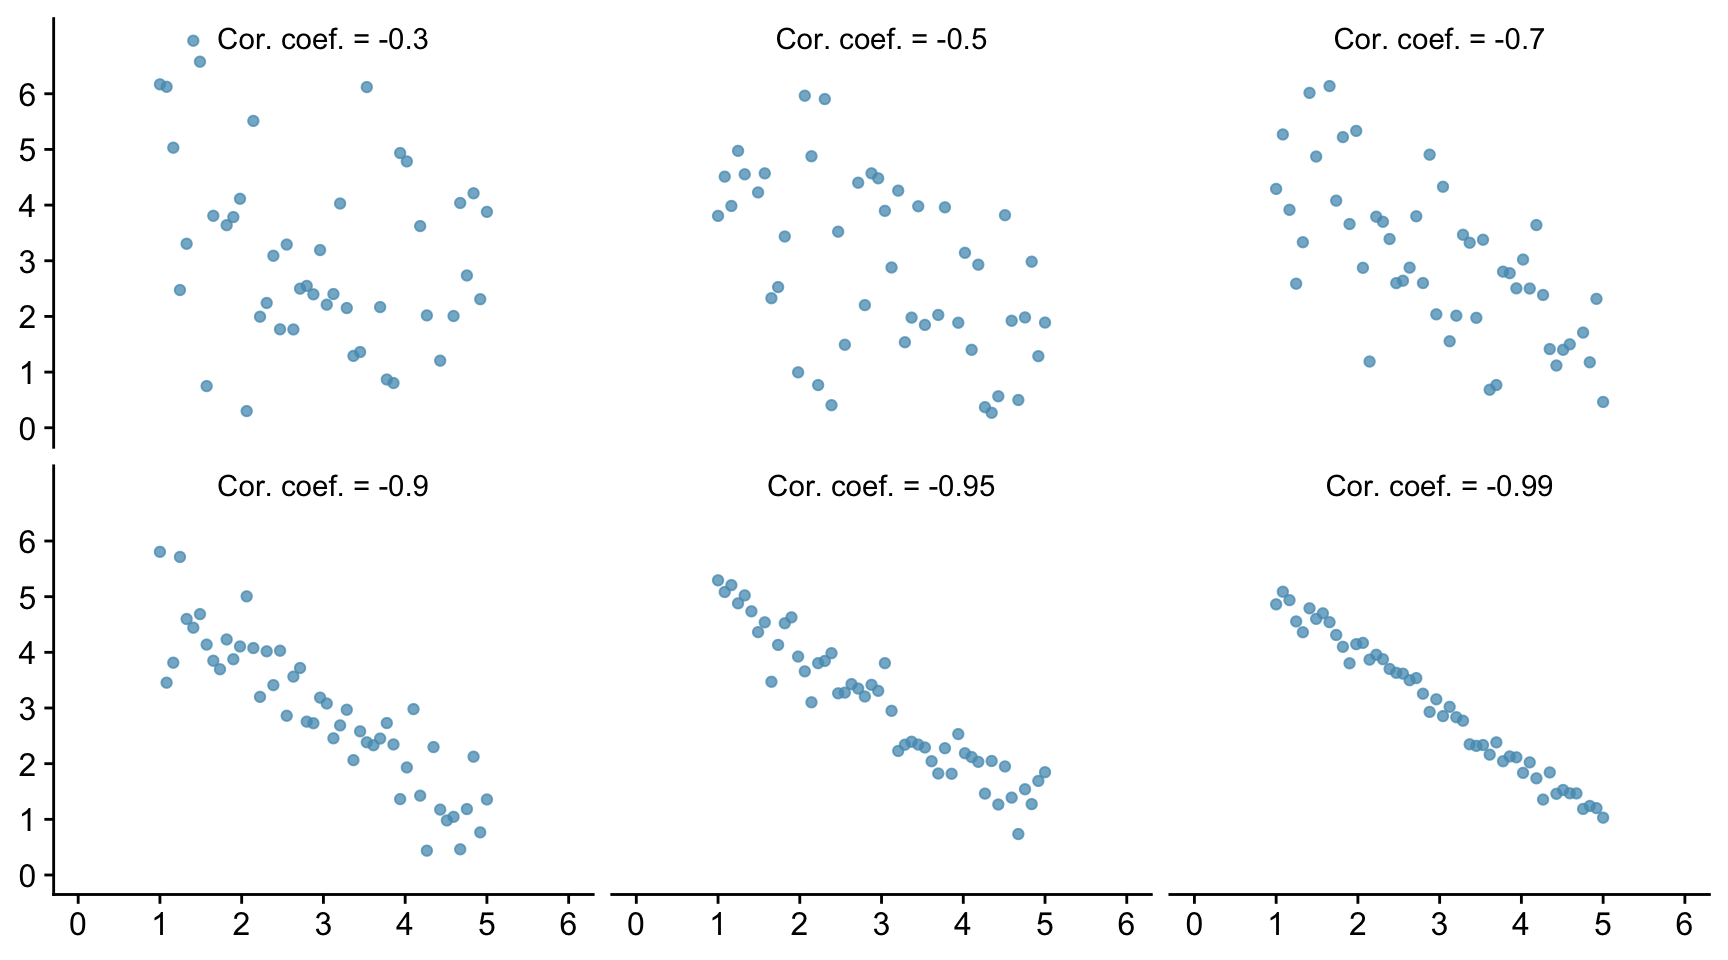 Cor. coef. = -0.3
Cor. coef. = -0.5
Cor. coef. = -0.7
6
5
4
3
2
1
0
Cor. coef. = -0.9
Cor. coef. = -0.95
Cor. coef. = -0.99
6
5
4
3
2
1
0
0 1 2 3 4 5 6
0 1 2 3 4 5 6
0 1 2 3 4 5 6